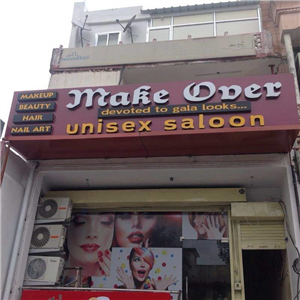 MAKEUP
BEAUTY
HAIR
NAIL ART
Make Over
devoted to gala looks...
unisex saloon